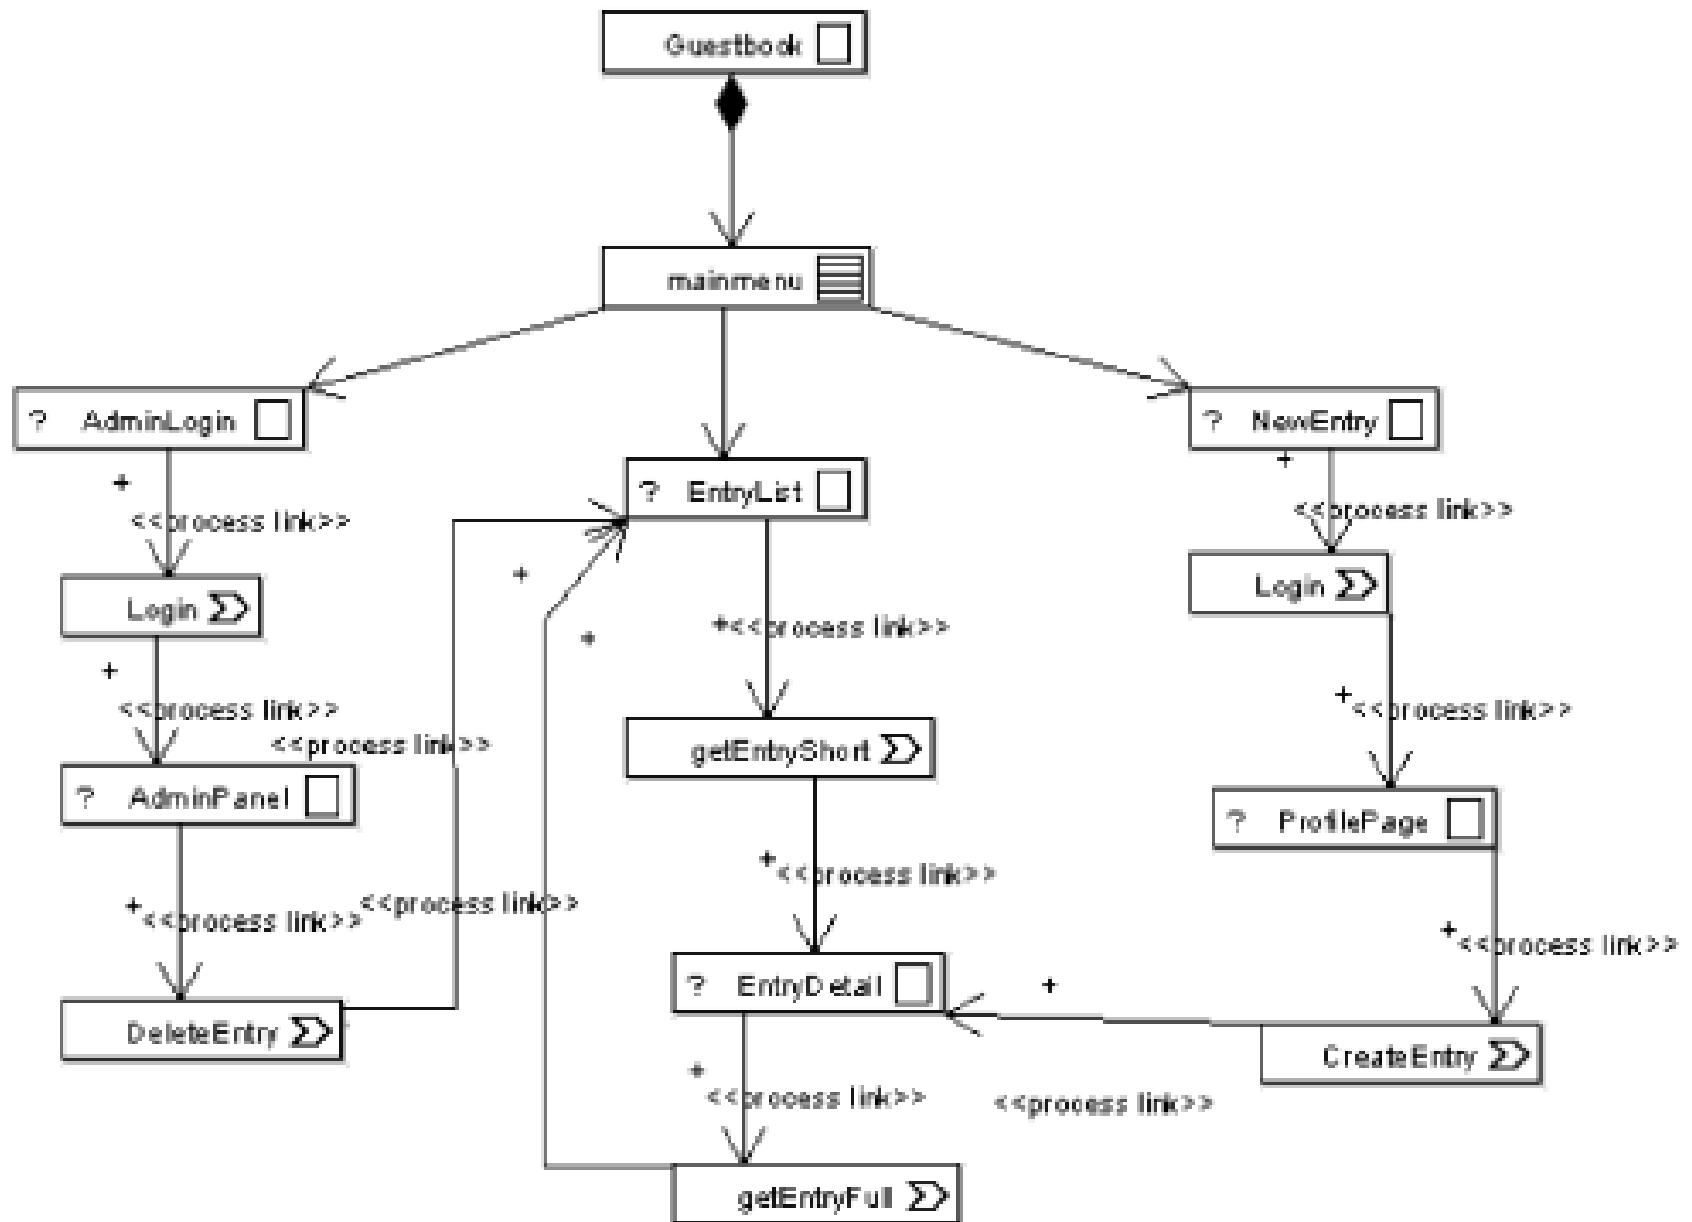 Guestbook
mainmenu
? AdminLogin
? NewEntry
+
? EntryList
+
<<process link>>
<<process link>>
+
Login
Login
+
+
+<<process link>>
+
<<process link>>
+
<<process link>>
<<process link>>
getEntryShort
? AdminPanel
? ProfilePage
+
<<process link>>
+
<<process link>>
<<process link>>
+
<<process link>>
? EntryDetail
+
DeleteEntry
CreateEntry
+
<<process link>>
<<process link>>
getEntryFull